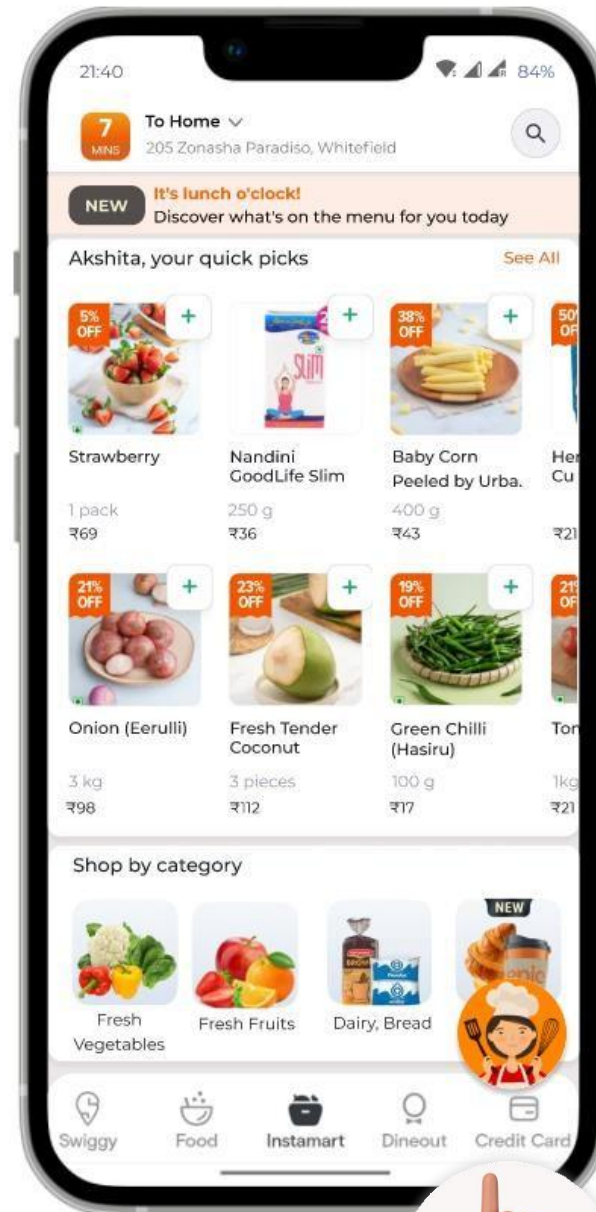 21:40
84%
7
MINS
To Home
205 Zonasha Paradiso, Whitefield
NEW
It's lunch o'clock!
Discover what's on the menu for you today
Akshita, your quick picks
See All
5%
OFF
38%
OFF
SLIM
Strawberry
Nandini
GoodLife Slim
Baby Corn
Peeled by Urba.
1 pack
250 g
400 g
₹69
₹36
₹43
₹21
21%
OFF
23%
OFF
19%
OFF
Onion (Eerulli)
Fresh Tender
Coconut
Green Chilli
(Hasiru)
3 kg
3 pieces
100 g
1kg
₹98
₹112
₹17
₹21
Shop by category
NEW
Fresh
Vegetables
Fresh Fruits
Dairy, Bread
Swiggy
Food
Instamart
Dineout
Credit Card